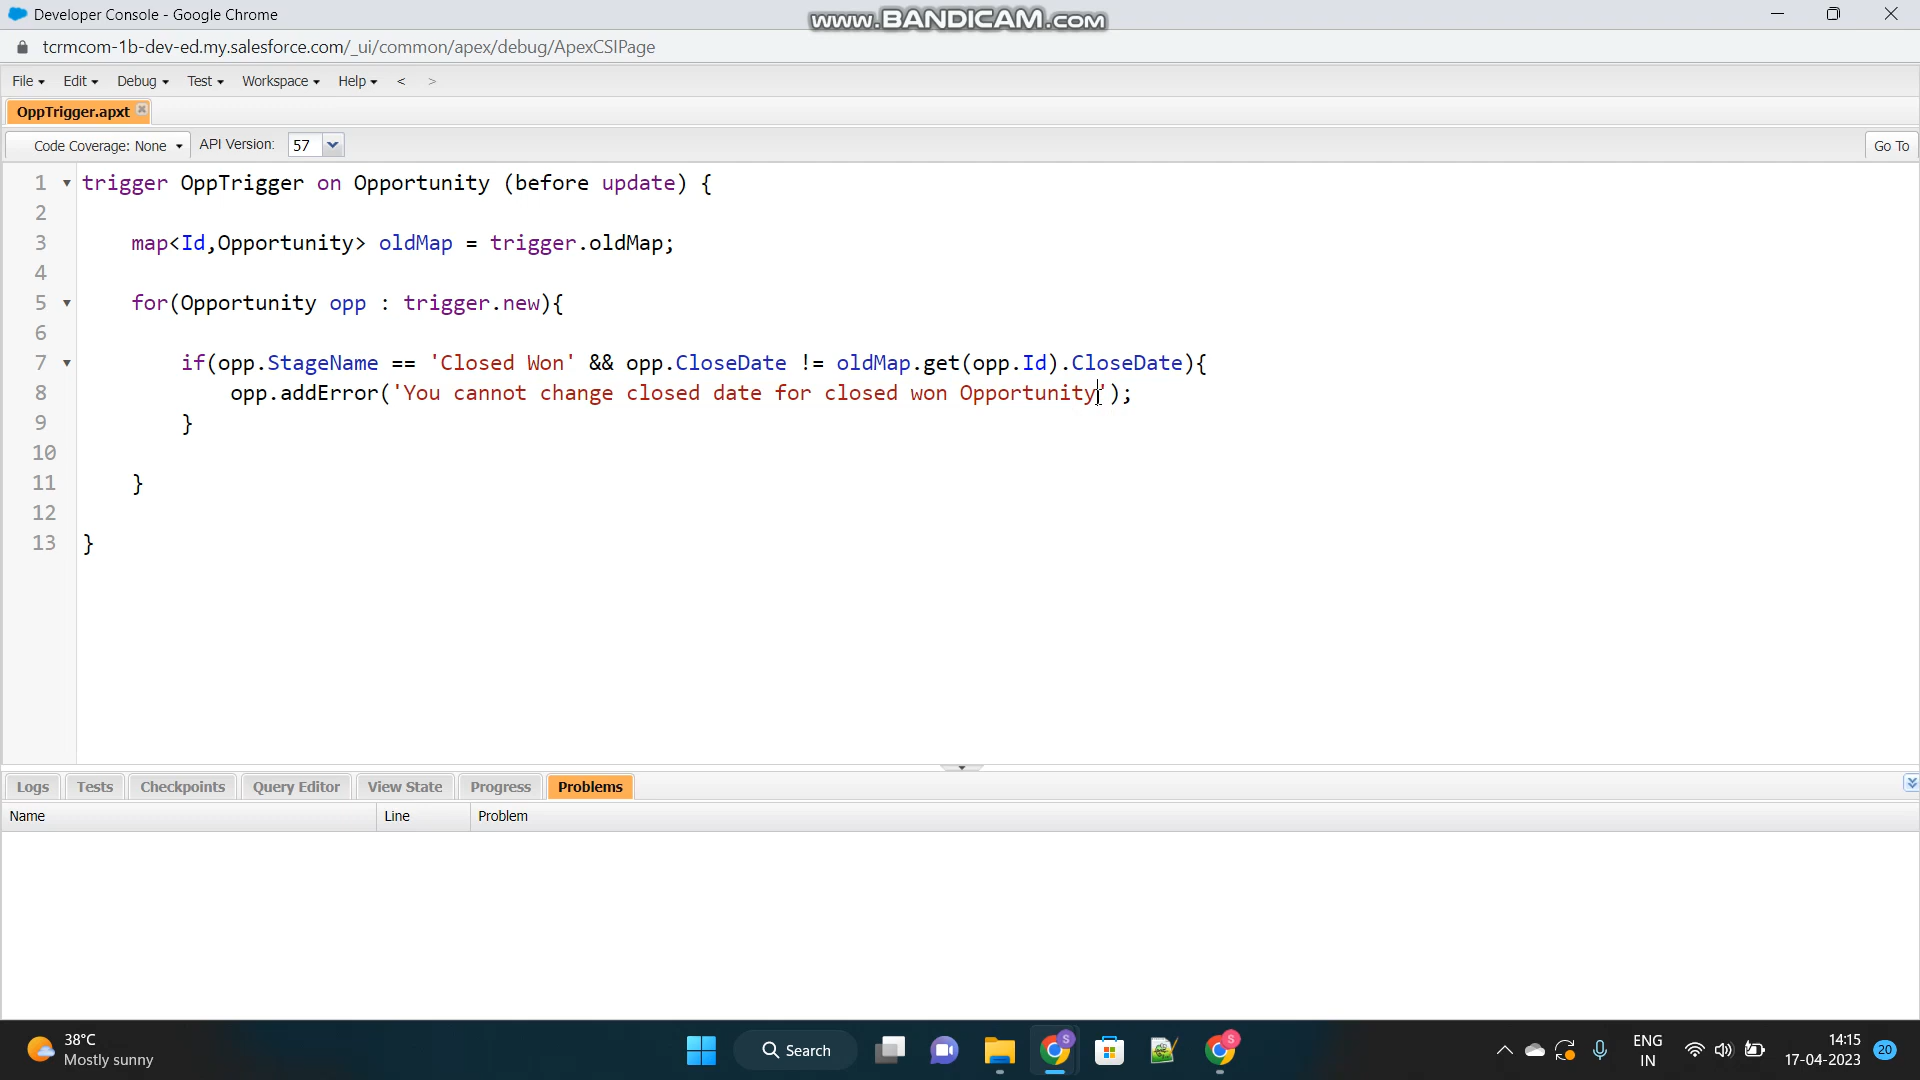 Developer Console - Google Chrome
www.BANDICAM.com
tcrmcom-1b-dev-ed.my.salesforce.com/_ui/common/apex/debug/ApexCSIPage
File Edit Debug Test Workspace Help < >
OppTrigger.apxt
Code Coverage: None API Version: 57 Go To
1 trigger OppTrigger on Opportunity (before update) {
2
3 map<Id,Opportunity> oldMap = trigger.oldMap;
4
5 for(Opportunity opp : trigger.new){
6
7 if(opp.StageName == 'Closed Won' && opp.CloseDate != oldMap.get(opp.Id).CloseDate){
8 opp.addError('You cannot change closed date for closed won Opportunity');
9 }
10
11 }
12
13 }
Logs Tests Checkpoints Query Editor View State Progress Problems
Name Line Problem
38°C
Mostly sunny
Search
ENG
IN
14:15
17-04-2023
20